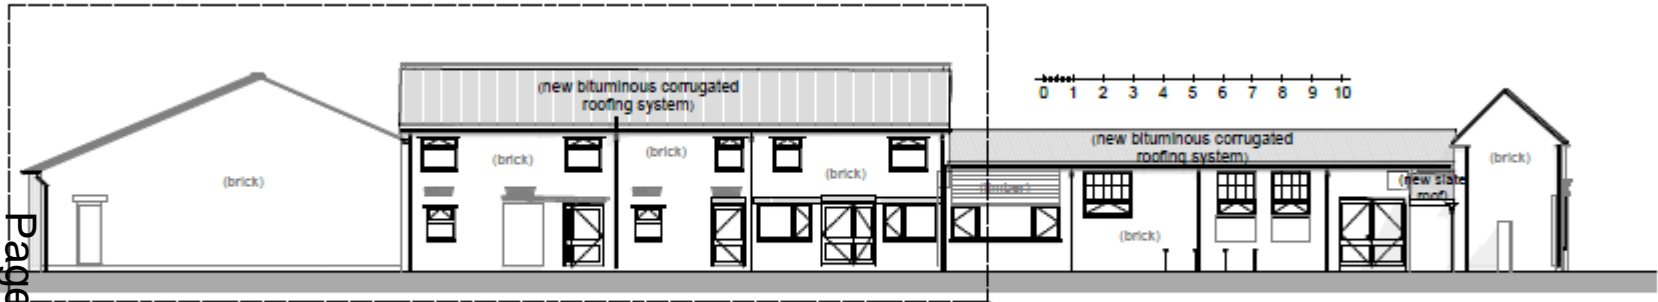 (new bituminous corrugated
roofing system)
0 1 2 3 4 5 6 7 8 9 10
(brick)
(brick)
(brick)
(brick)
(new bituminous corrugated
roofing system)
(brick)
(timber)
(new slate
roof)
(brick)
Page